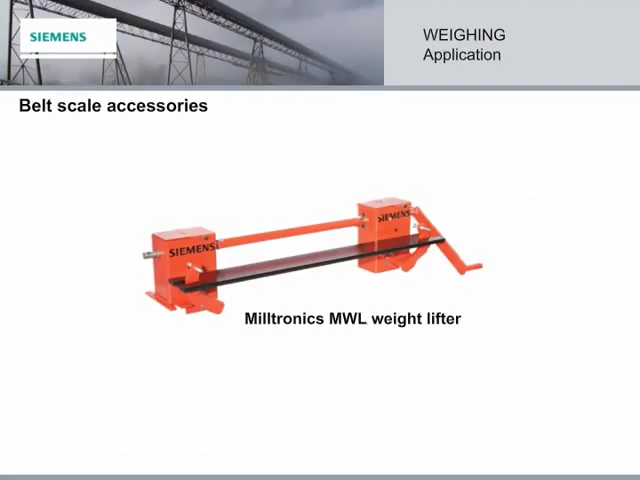 SIEMENS
WEIGHING
Application
Belt scale accessories
SIEMENS
SIEMENS
Milltronics MWL weight lifter